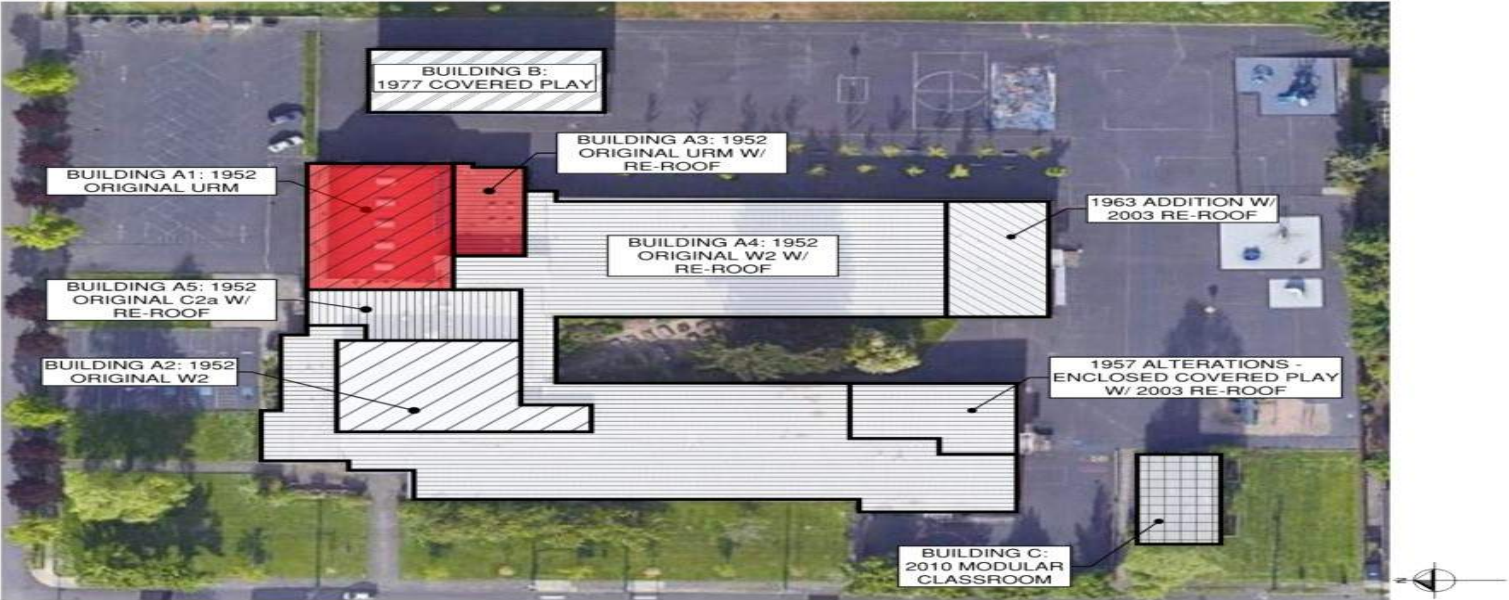 BUILDING B:
1977 COVERED PLAY
BUILDING A3: 1952
ORIGINAL URM W/
RE-ROOF
BUILDING A1: 1952
ORIGINAL URM
1963 ADDITION W/
2003 RE-ROOF
BUILDING A4: 1952
ORIGINAL W2 W/
RE-ROOF
BUILDING A5: 1952
ORIGINAL C2a W/
RE-ROOF
BUILDING A2: 1952
ORIGINAL W2
1957 ALTERATIONS -
ENCLOSED COVERED PLAY
W/ 2003 RE-ROOF
BUILDING C:
2010 MODULAR
CLASSROOM
N